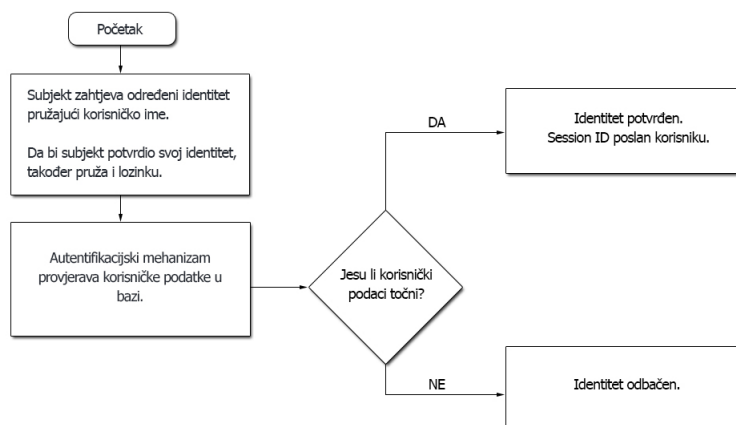 Početak
Subjekt zahtjeva određeni identitet
pružajući korisničko ime.
Da bi subjekt potvrdio svoj identitet,
također pruža i lozinku.
Autentifikacijski mehanizam
provjerava korisničke podatke u
bazi.
Jesu li korisnički
podaci točni?
DA
Identitet potvrđen.
Session ID poslan korisniku.
NE
Identitet odbačen.